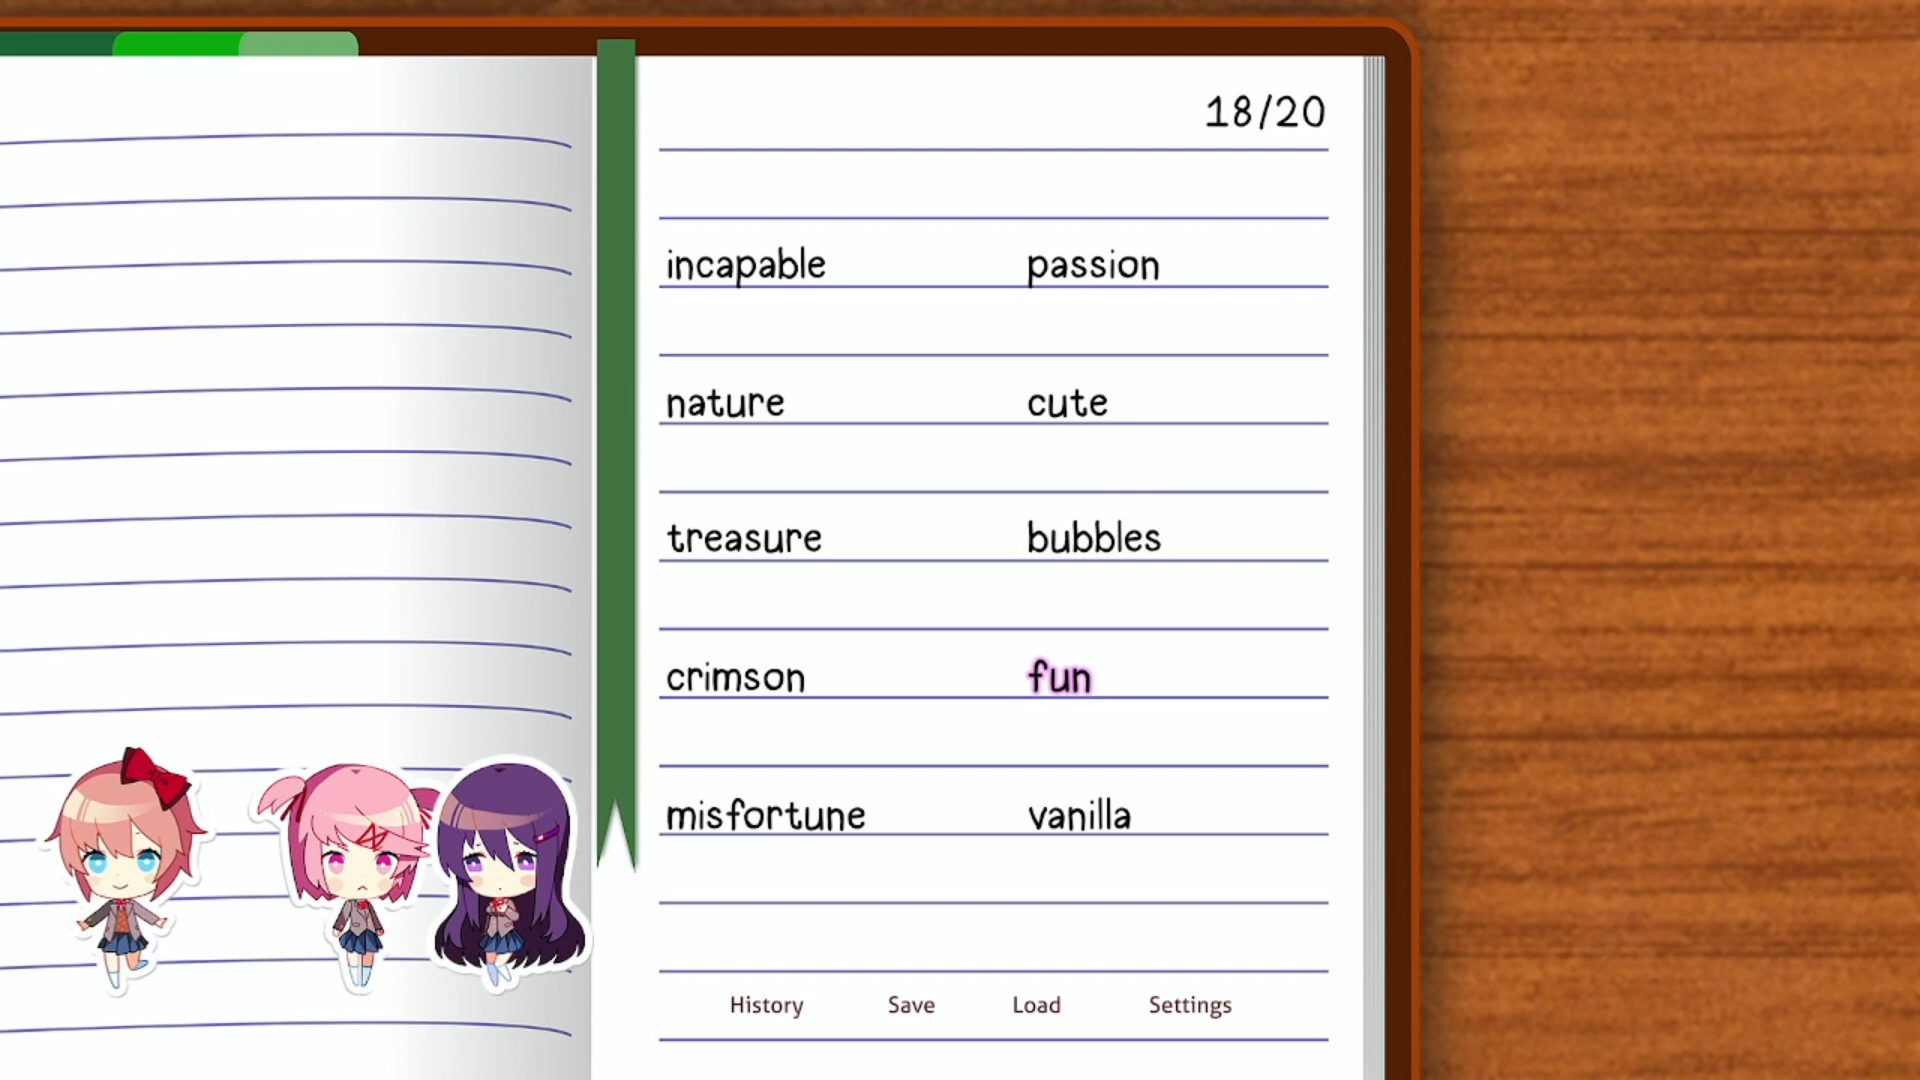 18/20
incapable passion
nature cute
treasure bubbles
crimson fun
misfortune vanilla
History Save Load Settings